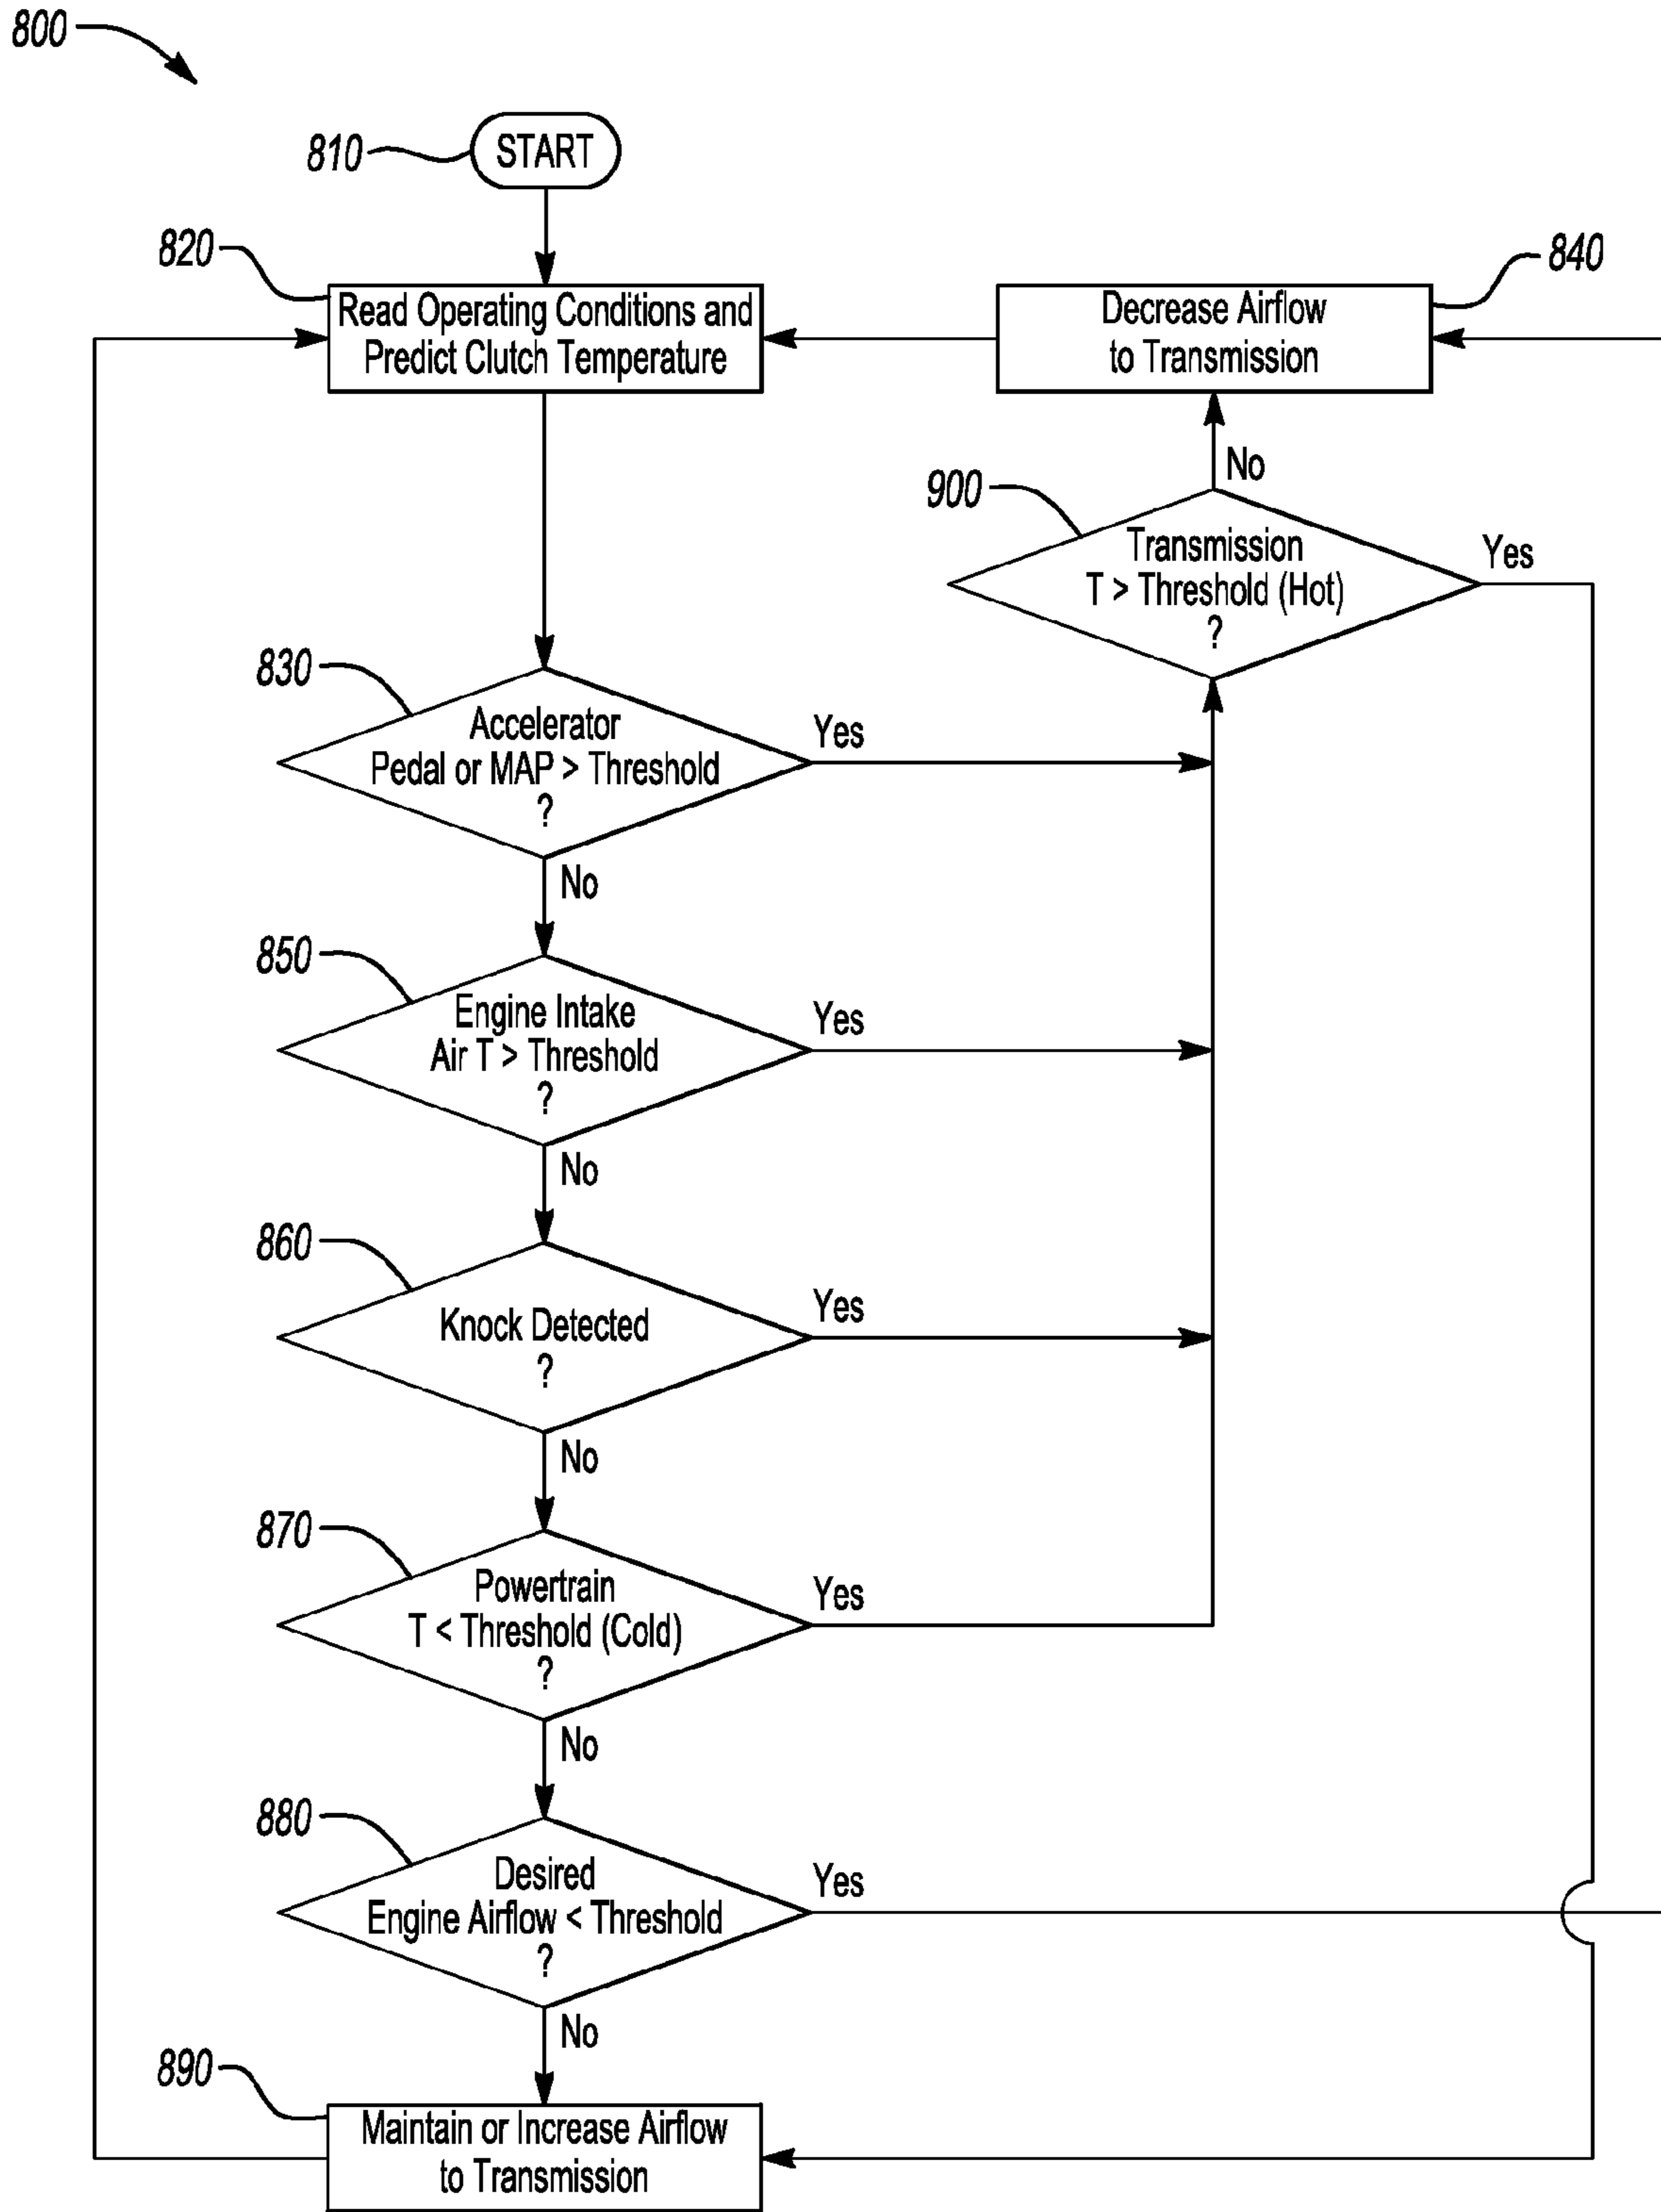 800
810
START
820
Read Operating Conditions and
Predict Clutch Temperature
840
Decrease Airflow
to Transmission
No
900
Transmission
T > Threshold (Hot)
?
Yes
830
Accelerator
Pedal or MAP > Threshold
?
Yes
No
850
Engine Intake
Air T > Threshold
?
Yes
No
860
Knock Detected
?
Yes
No
870
Powertrain
T < Threshold (Cold)
?
Yes
No
880
Desired
Engine Airflow < Threshold
?
Yes
No
890
Maintain or Increase Airflow
to Transmission